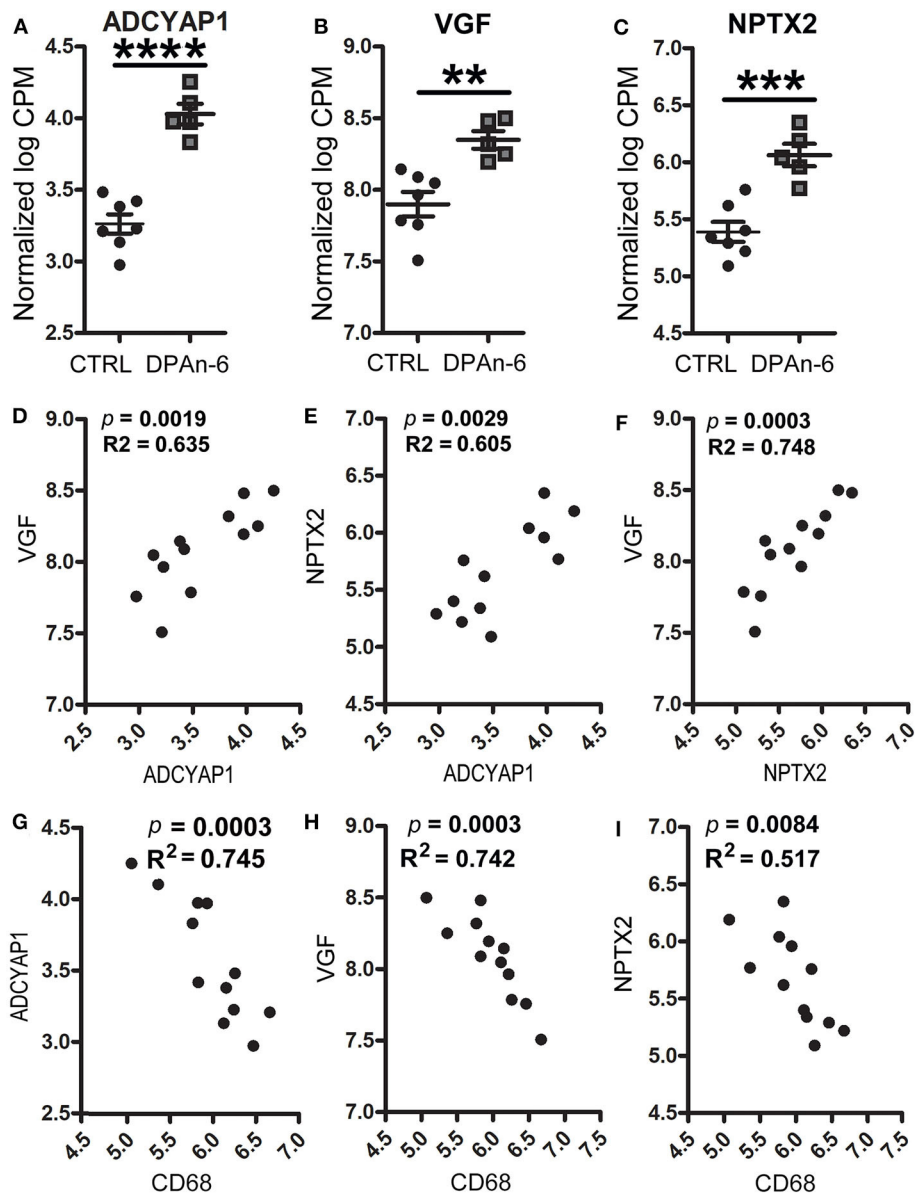 A ADCYAP1
****
Normalized log CPM
4.5
4.0
3.5
3.0
2.5
CTRL DPAn-6
B VGF
**
Normalized log CPM
9.0
8.5
8.0
7.5
7.0
CTRL DPAn-6
C NPTX2
***
Normalized log CPM
7.0
6.5
6.0
5.5
5.0
4.5
CTRL DPAn-6
D
p = 0.0019
R2 = 0.635
VGF
9.0
8.5
8.0
7.5
7.0
2.5 3.0 3.5 4.0 4.5
ADCYAP1
E
p = 0.0029
R2 = 0.605
NPTX2
7.0
6.5
6.0
5.5
5.0
4.5
2.5 3.0 3.5 4.0 4.5
ADCYAP1
F
p = 0.0003
R2 = 0.748
VGF
9.0
8.5
8.0
7.5
7.0
4.5 5.0 5.5 6.0 6.5 7.0
NPTX2
G
p = 0.0003
R² = 0.745
ADCYAP1
4.5
4.0
3.5
3.0
2.5
4.5 5.0 5.5 6.0 6.5 7.0
CD68
H
p = 0.0003
R² = 0.742
VGF
9.0
8.5
8.0
7.5
7.0
4.5 5.0 5.5 6.0 6.5 7.0 7.5
CD68
I
p = 0.0084
R² = 0.517
NPTX2
7.0
6.5
6.0
5.5
5.0
4.5
4.5 5.0 5.5 6.0 6.5 7.0 7.5
CD68